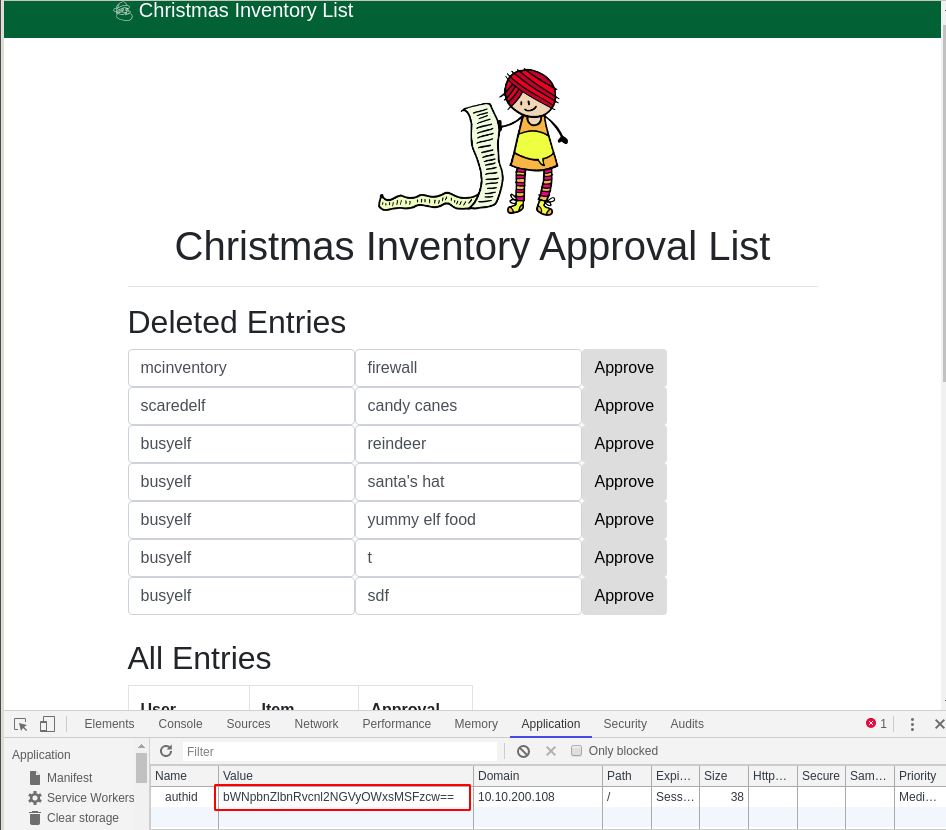 Christmas Inventory List
Christmas Inventory Approval List
Deleted Entries
mcinventory firewall Approve
scaredelf candy canes Approve
busyelf reindeer Approve
busyelf santa's hat Approve
busyelf yummy elf food Approve
busyelf t Approve
busyelf sdf Approve
All Entries
User Item Approval
Elements Console Sources Network Performance Memory Application Security Audits 1
Application Filter Only blocked
Name Value Domain Path Expi… Size Http… Secure Sam… Priority
Manifest authid bWNpbnZlbnRvcnl2NGVyOWxsMSFzcw== 10.10.200.108 / Sess… 38 Medi…
Service Workers
Clear storage